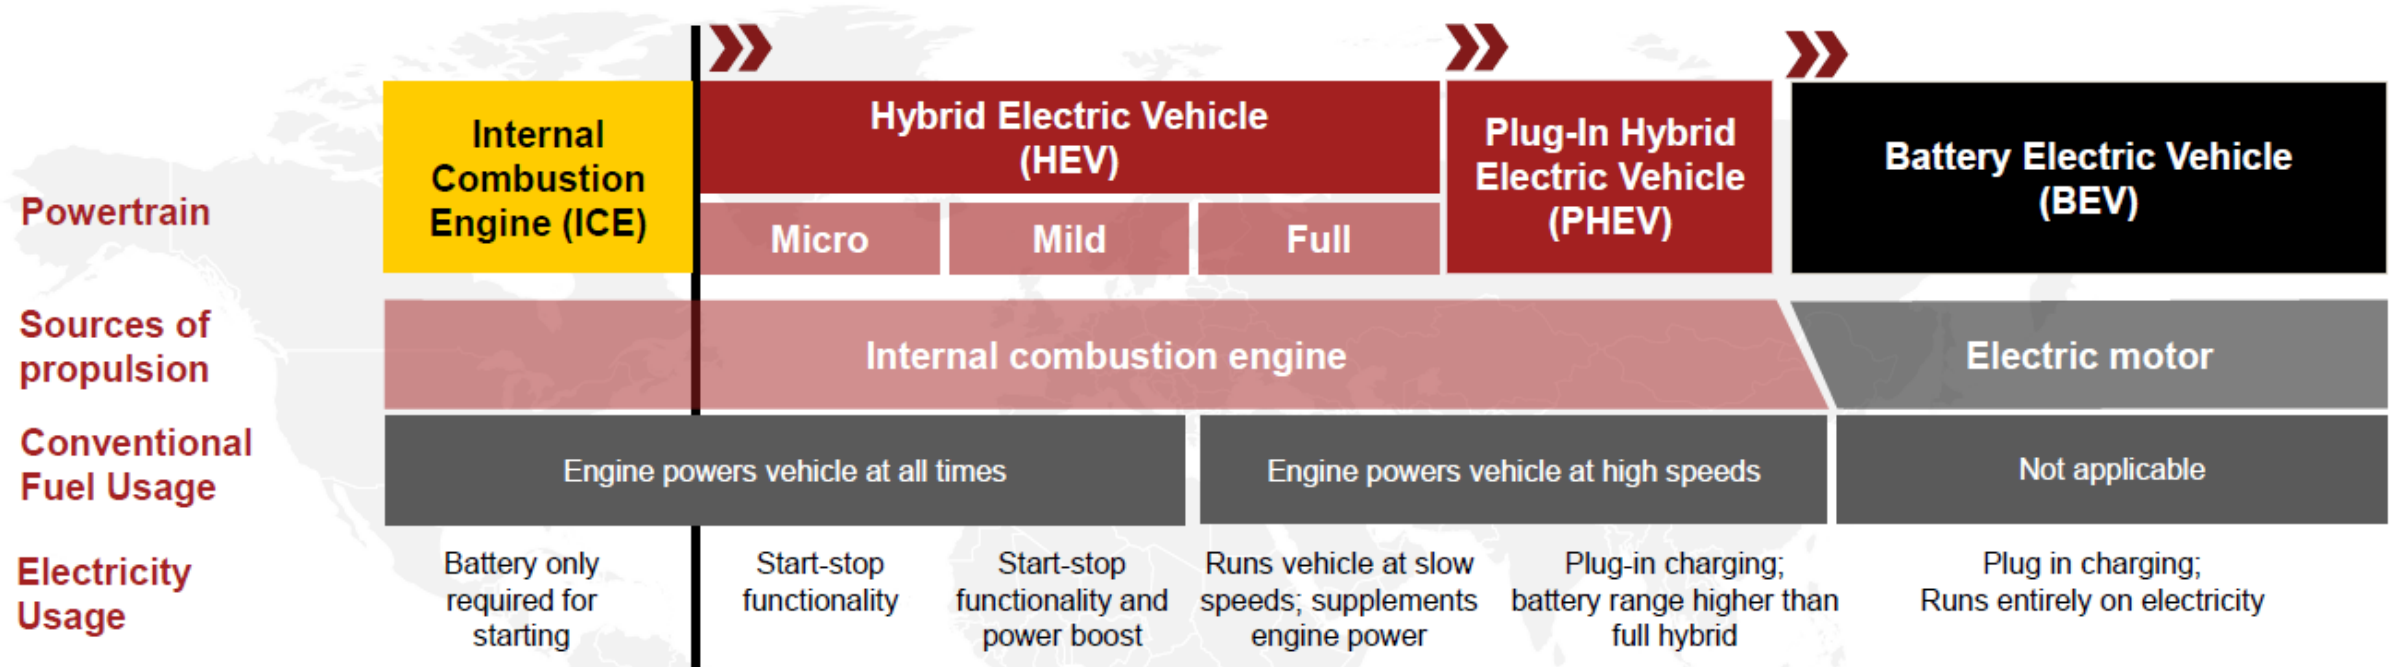 Powertrain
Internal
Combustion
Engine (ICE)
Hybrid Electric Vehicle
(HEV)
Micro
Mild
Full
Plug-In Hybrid
Electric Vehicle
(PHEV)
Battery Electric Vehicle
(BEV)
Sources of
propulsion
Internal combustion engine
Electric motor
Conventional
Fuel Usage
Engine powers vehicle at all times
Engine powers vehicle at high speeds
Not applicable
Electricity
Usage
Battery only
required for
starting
Start-stop
functionality
Start-stop
functionality and
power boost
Runs vehicle at slow
speeds; supplements
engine power
Plug-in charging;
battery range higher than
full hybrid
Plug in charging;
Runs entirely on electricity